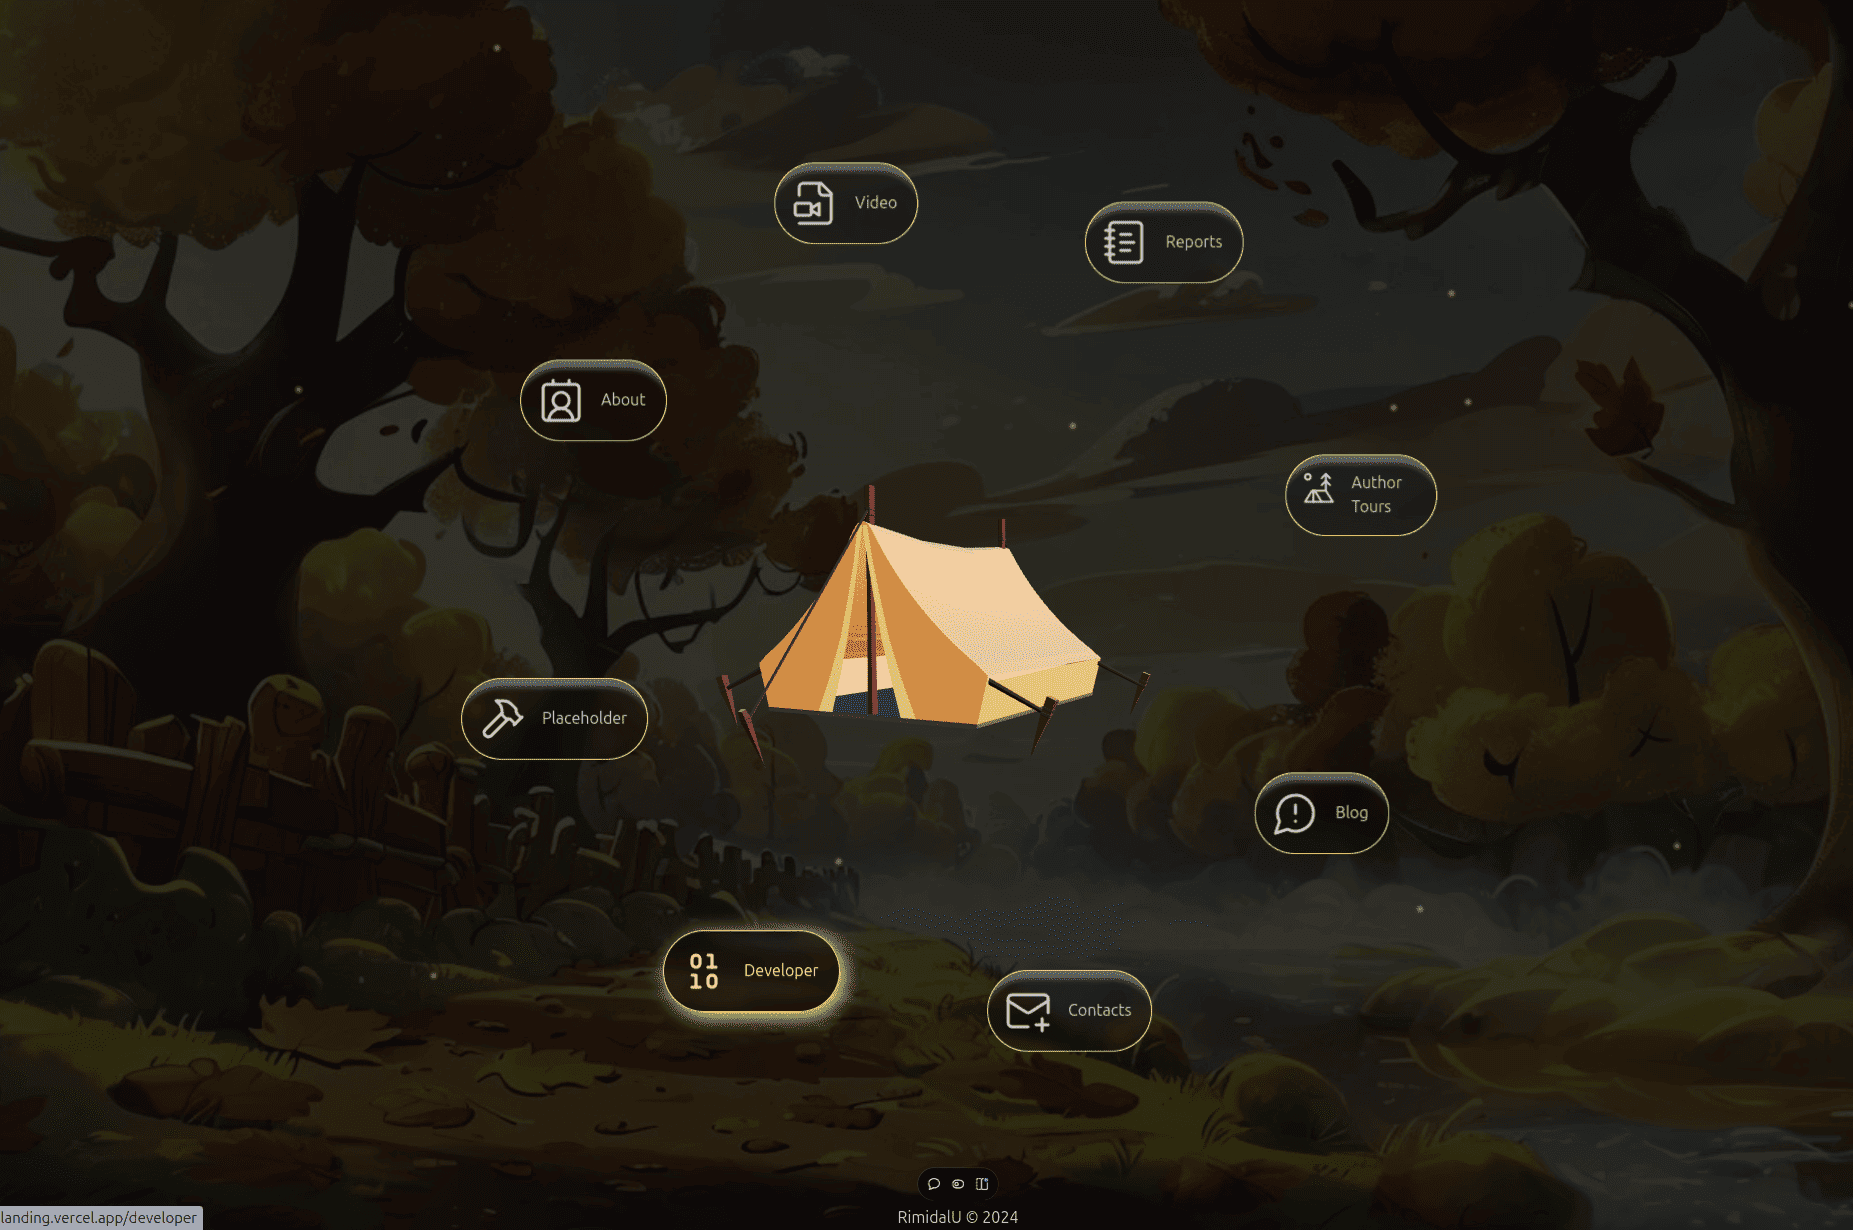 Video
Reports
About
Author
Tours
Placeholder
Blog
01
10
Developer
Contacts
landing.vercel.app/developer
RimidalU © 2024